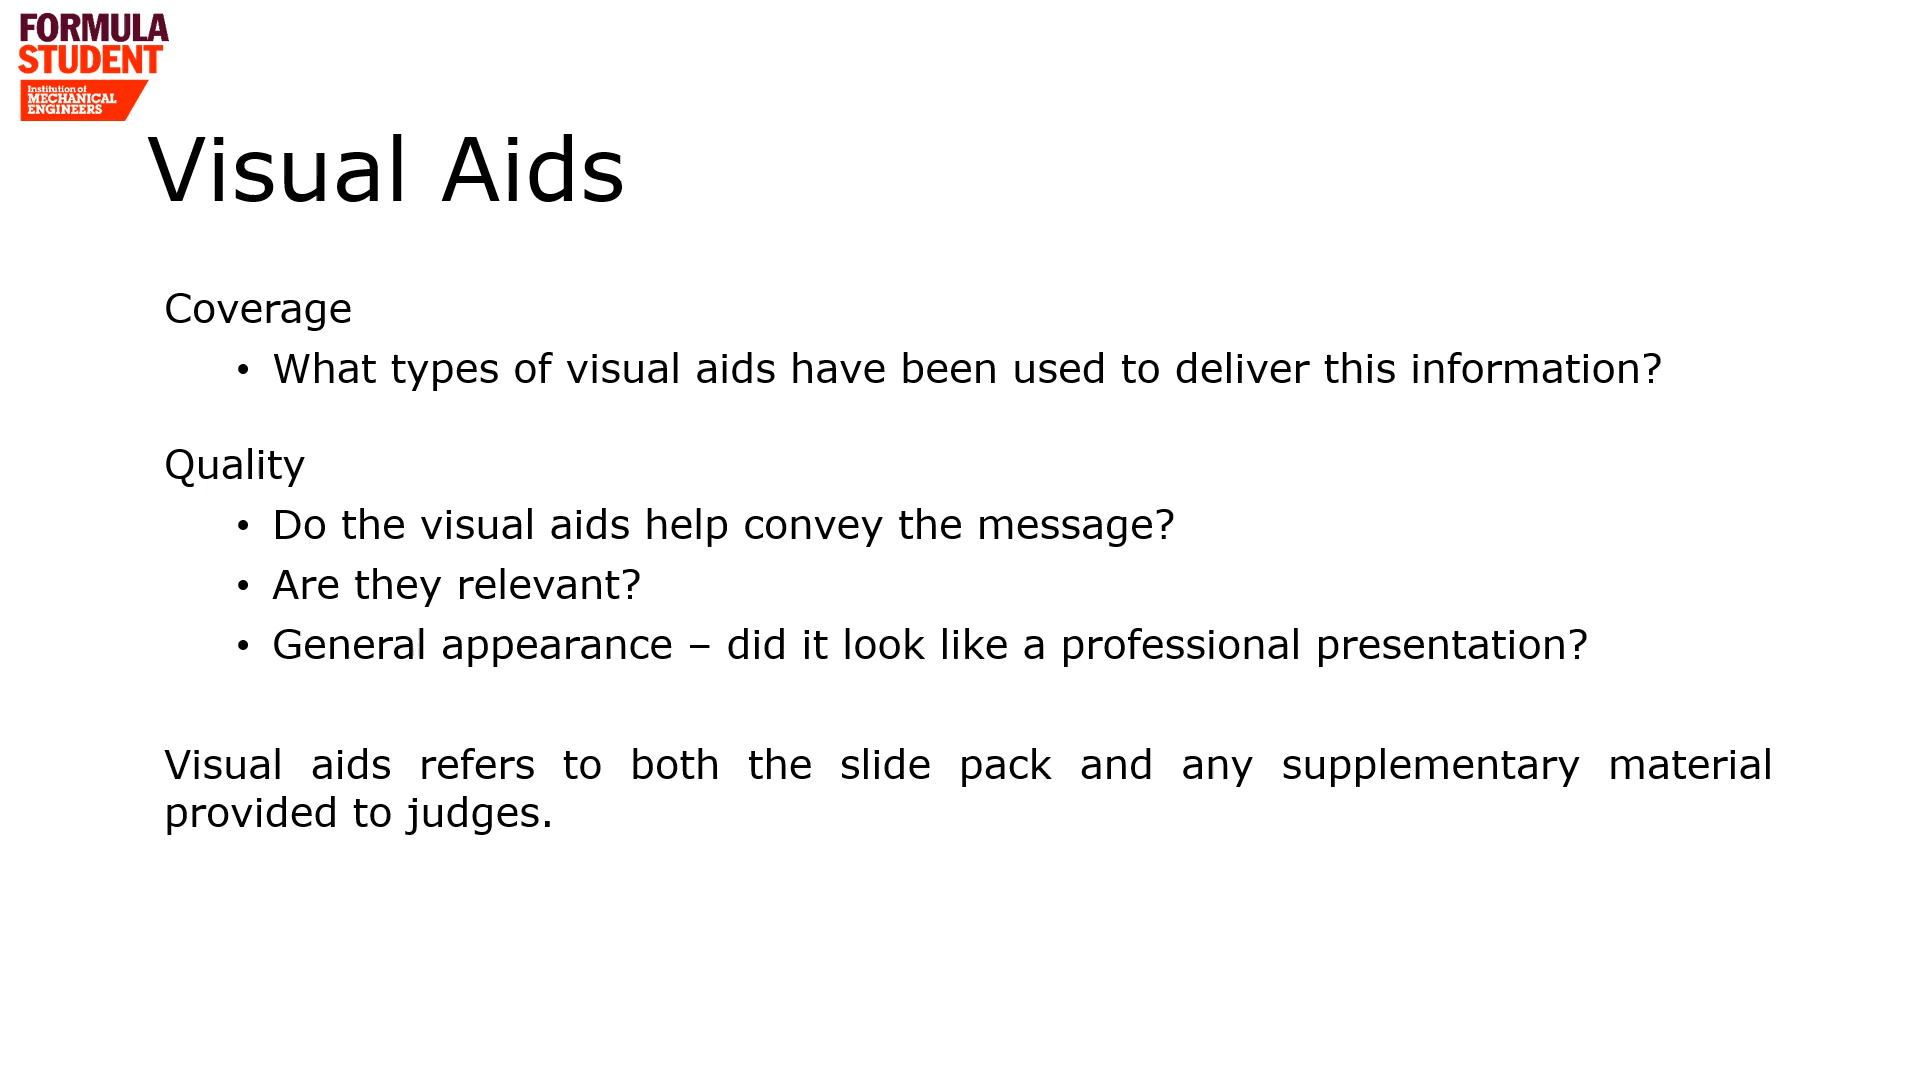 FORMULA
STUDENT
Institution of
MECHANICAL
ENGINEERS
Visual Aids
Coverage
• What types of visual aids have been used to deliver this information?
Quality
• Do the visual aids help convey the message?
• Are they relevant?
• General appearance – did it look like a professional presentation?
Visual aids refers to both the slide pack and any supplementary material
provided to judges.